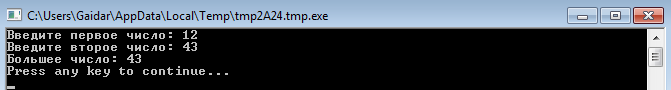 C:\Users\Gaidar\AppData\Local\Temp\tmp2A24.tmp.exe
Введите первое число: 12
Введите второе число: 43
Большее число: 43
Press any key to continue...